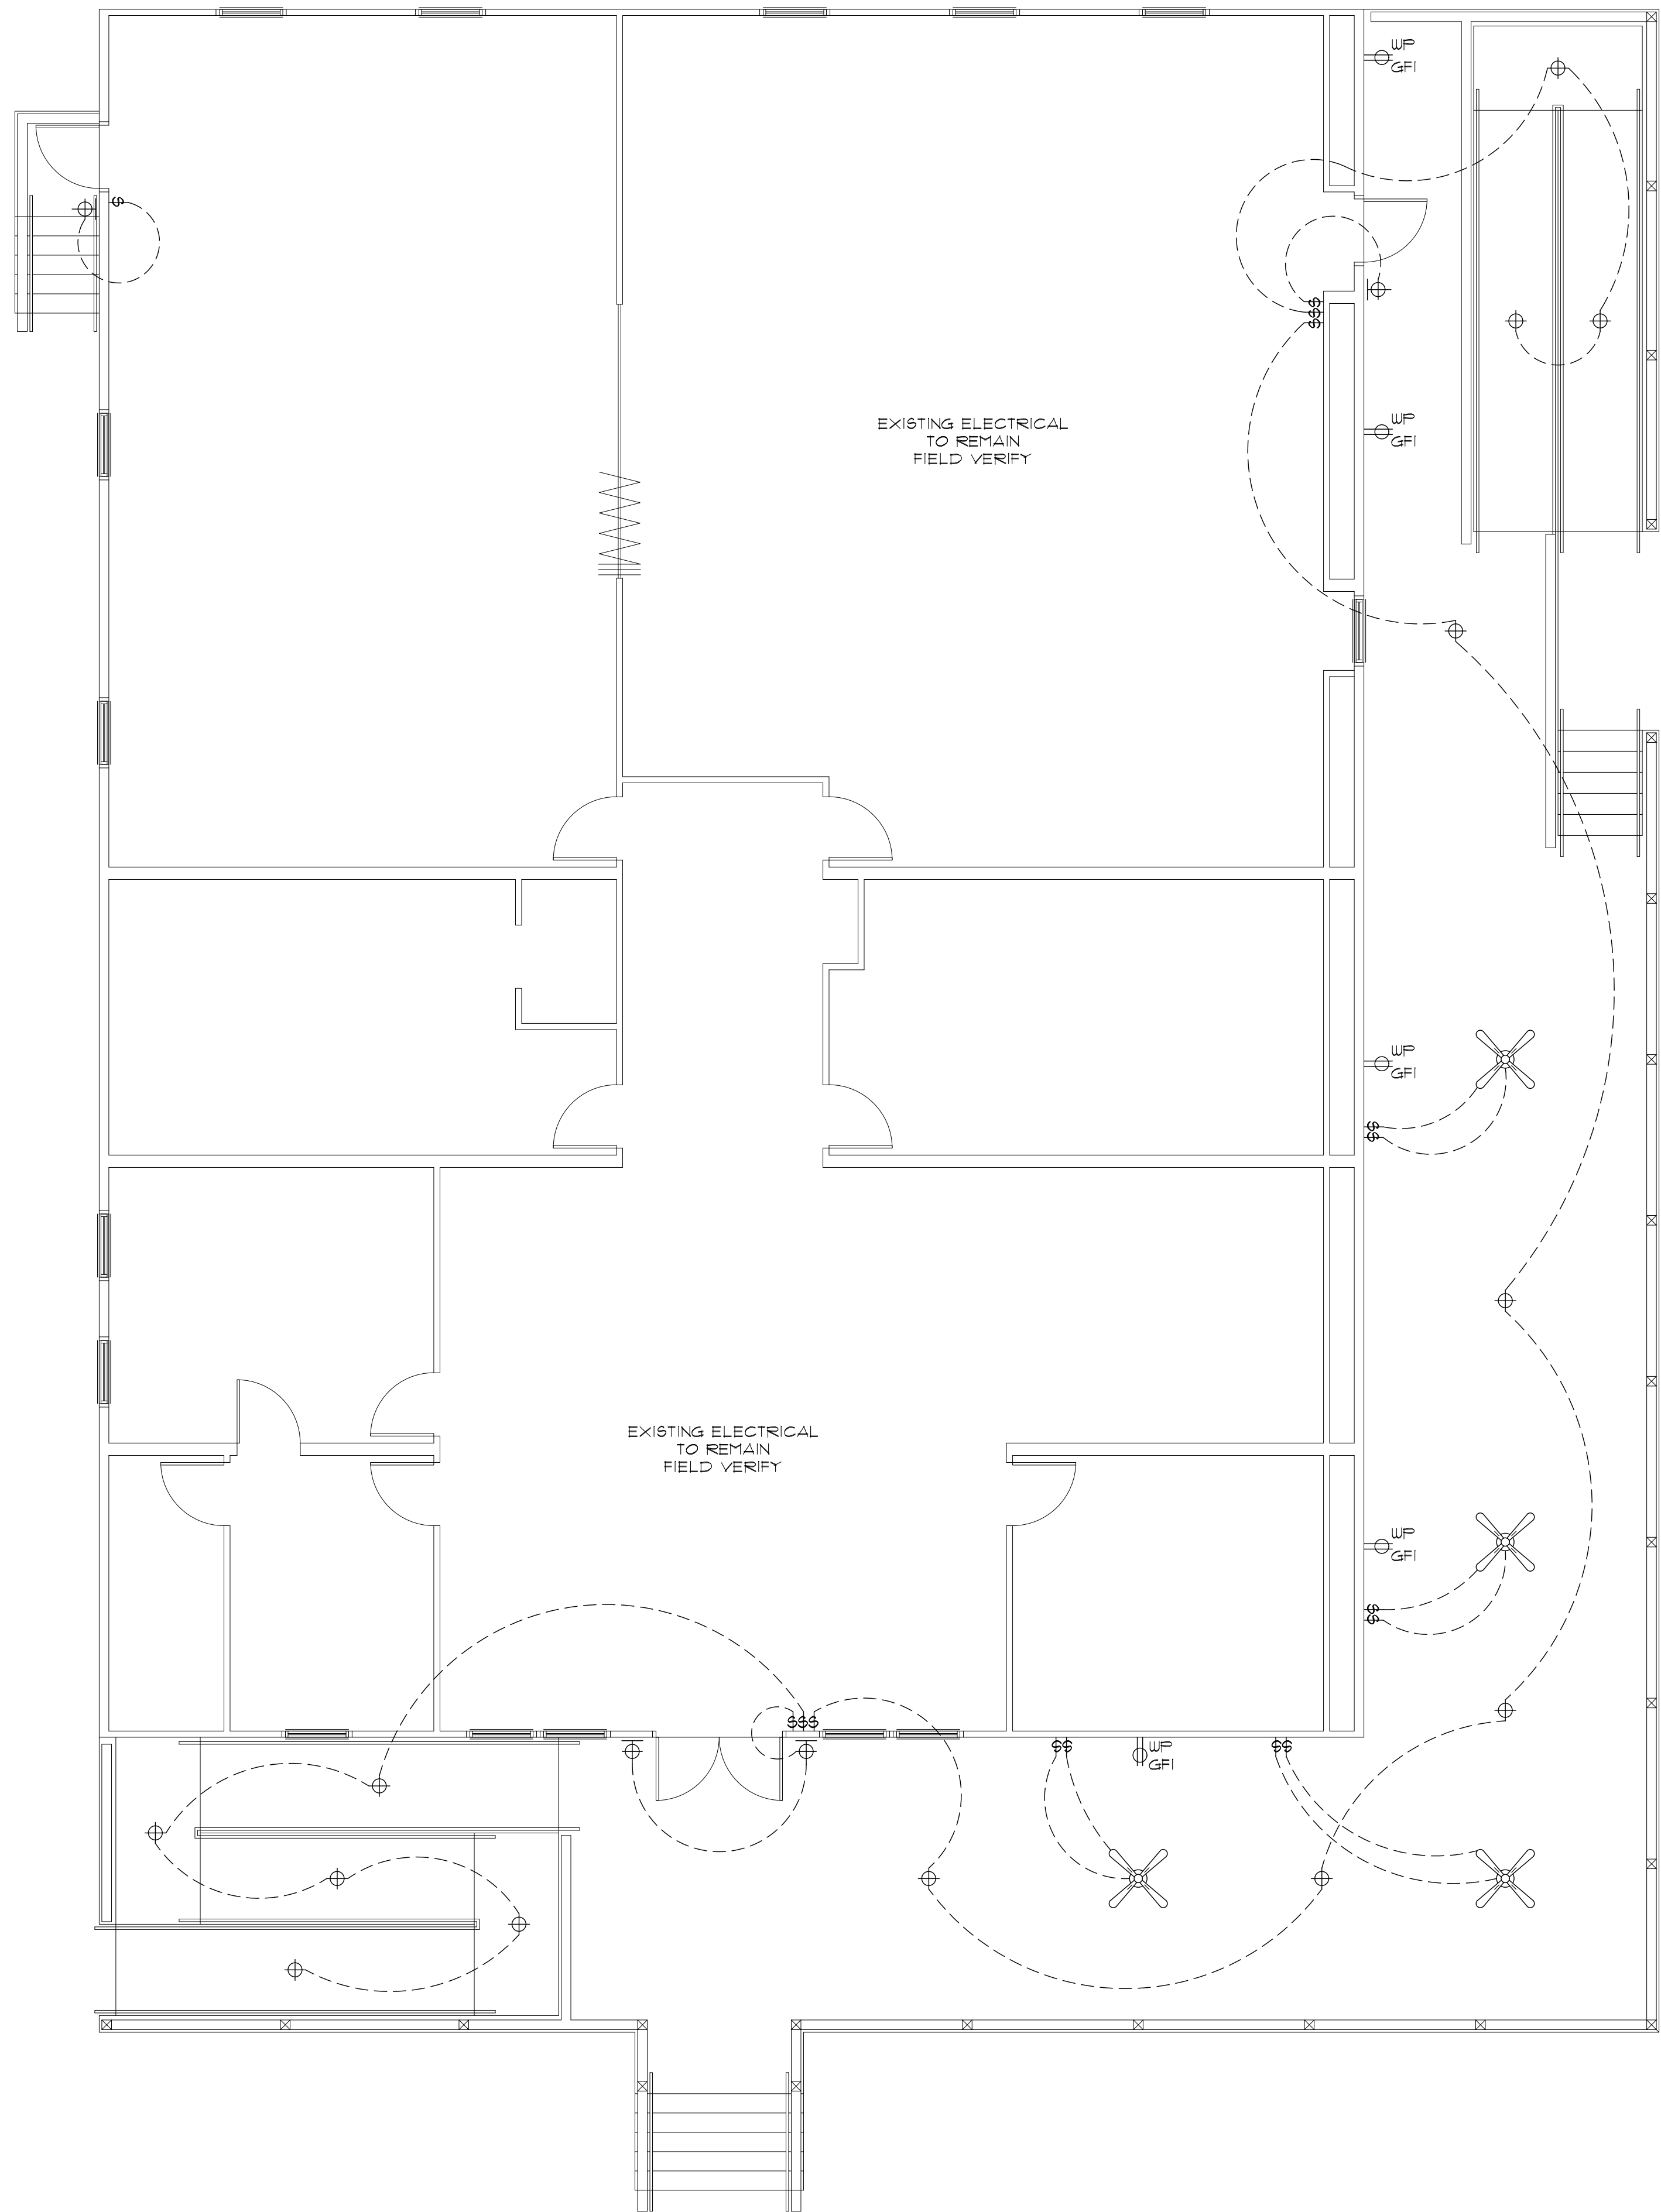 WP
GFI
$
$$$
EXISTING ELECTRICAL
TO REMAIN
FIELD VERIFY
WP
GFI
WP
GFI
$$
EXISTING ELECTRICAL
TO REMAIN
FIELD VERIFY
WP
GFI
$$
$$$
$$
WP
GFI
$$